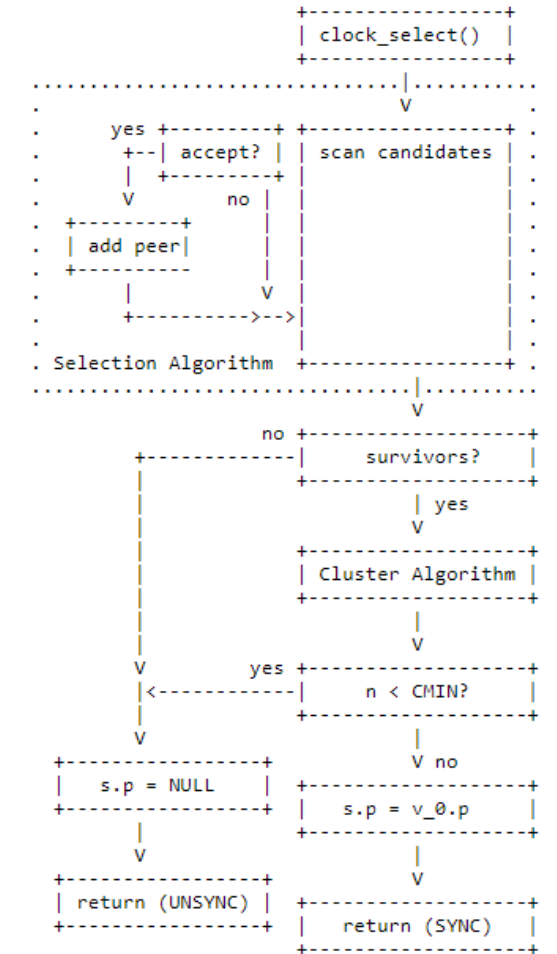 clock_select()
yes
accept?
scan candidates
no
add peer
Selection Algorithm
no
survivors?
yes
Cluster Algorithm
yes
n < CMIN?
no
s.p = NULL
s.p = v_0.p
return (UNSYNC)
return (SYNC)